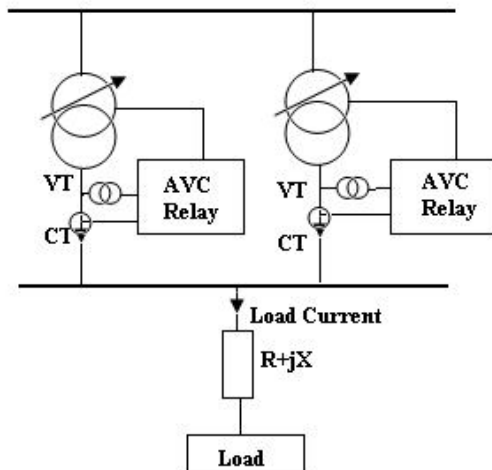 VT
AVC
Relay
CT
VT
AVC
Relay
CT
Load Current
R+jX
Load